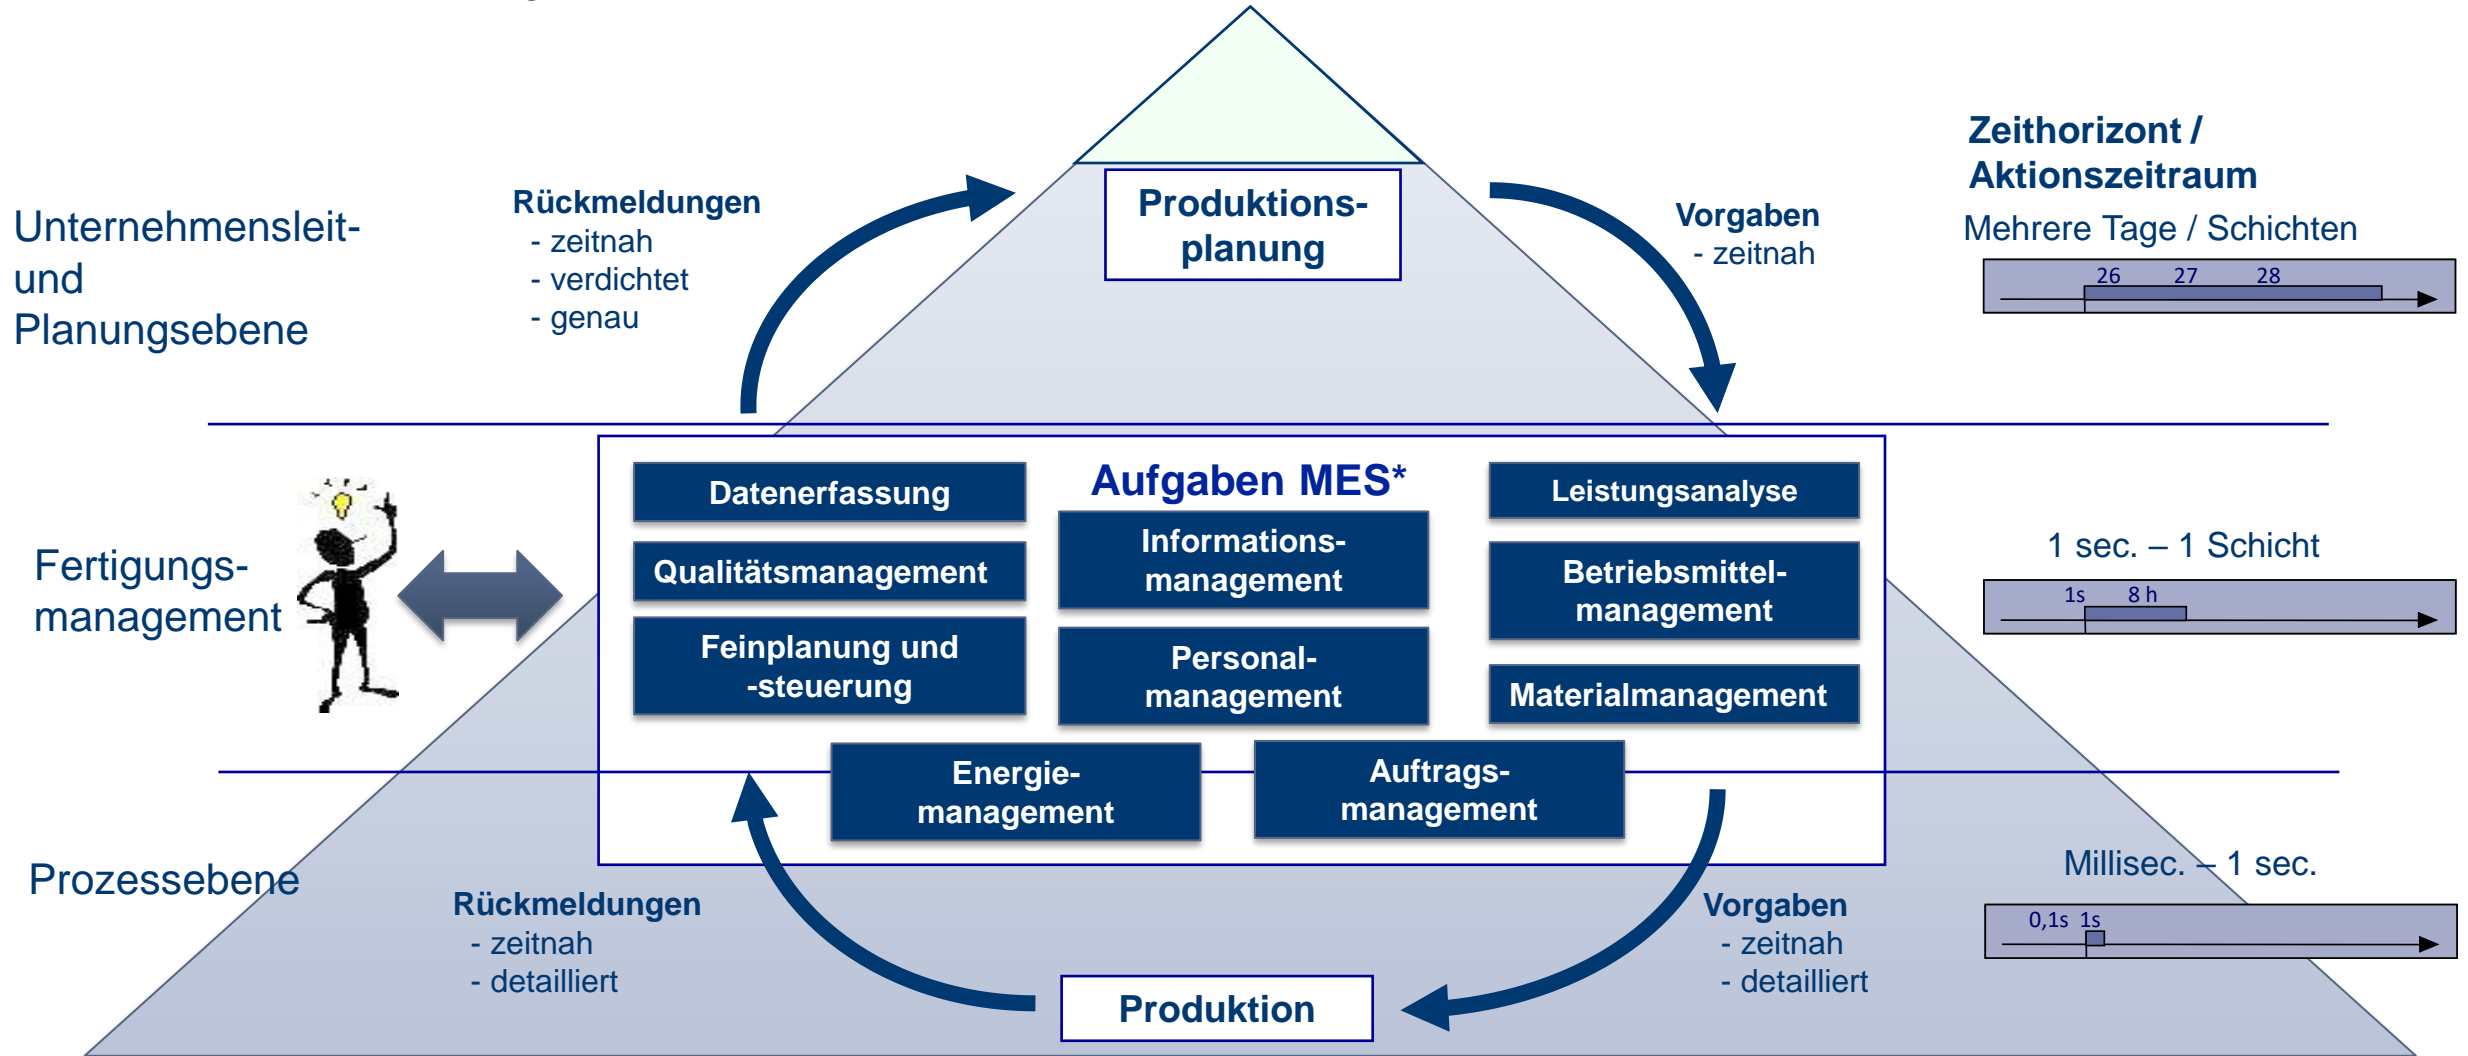 Zeithorizont /
Aktionszeitraum
Mehrere Tage / Schichten
26 27 28
Unternehmensleit-
und
Planungsebene
Rückmeldungen
- zeitnah
- verdichtet
- genau
Produktions-
planung
Vorgaben
- zeitnah
Fertigungs-
management
Aufgaben MES*
Datenerfassung
Qualitätsmanagement
Feinplanung und
-steuerung
Informations-
management
Personal-
management
Leistungsanalyse
Betriebsmittel-
management
Materialmanagement
Energie-
management
Auftrags-
management
1 sec. – 1 Schicht
1s 8 h
Prozessebene
Rückmeldungen
- zeitnah
- detailliert
Produktion
Vorgaben
- zeitnah
- detailliert
Millisec. – 1 sec.
0,1s 1s